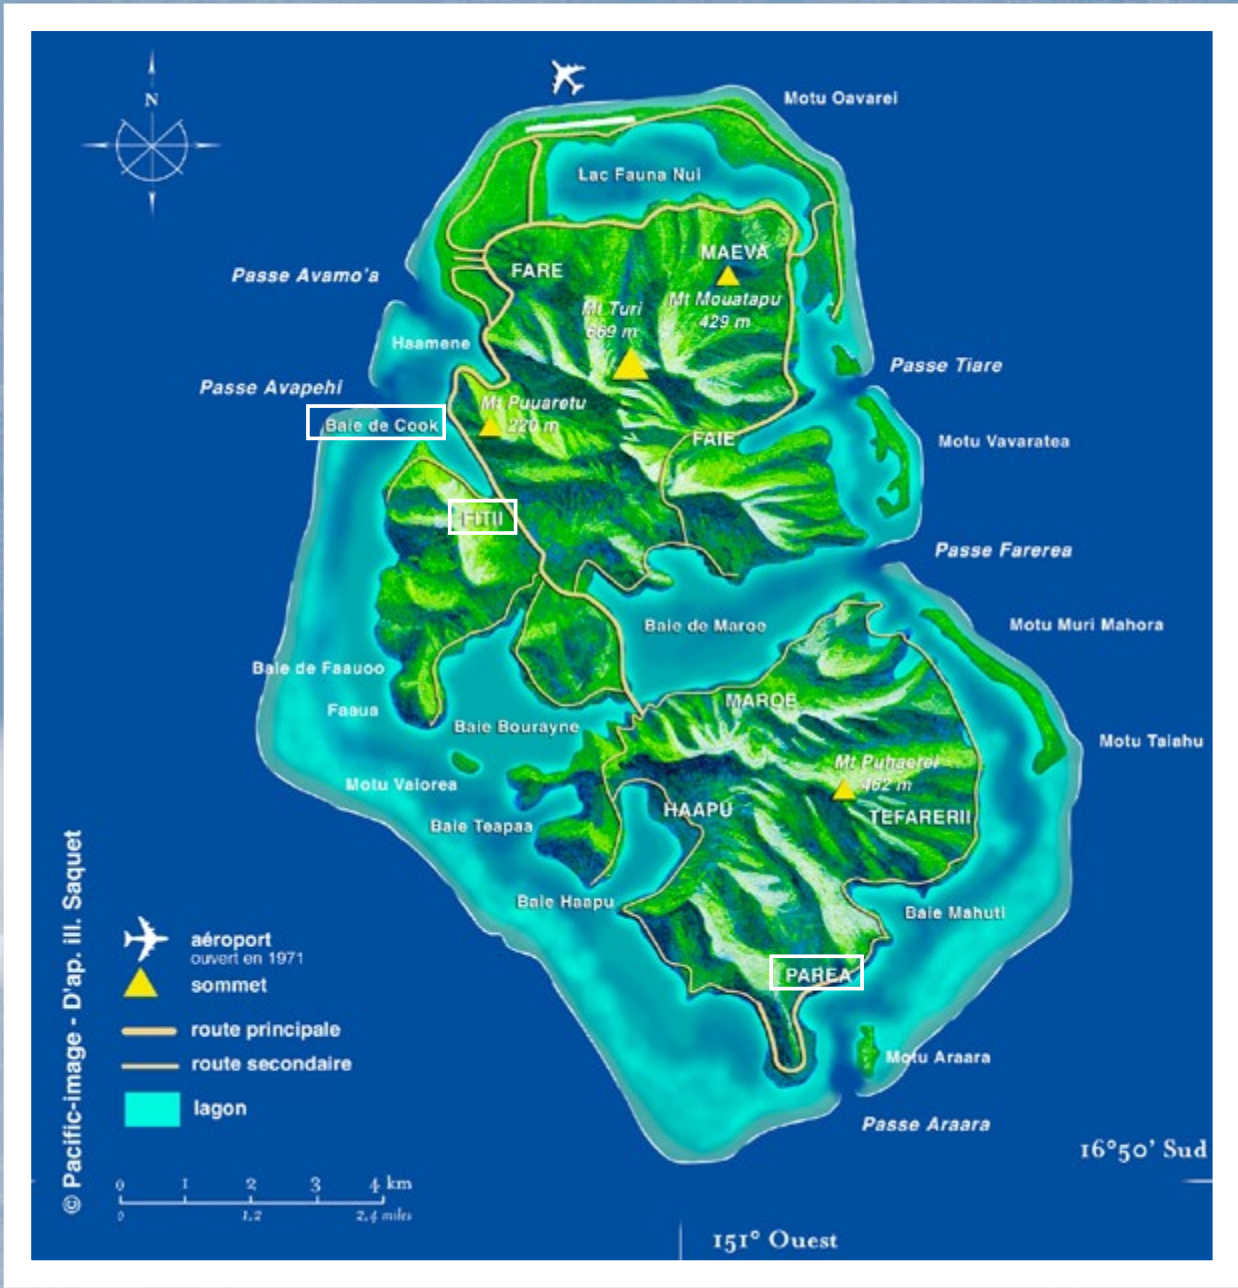 N
Motu Oavarei
Lac Fauna Nui
MAEVA
FARE
Passe Avamo'a
Mt Mouatapu
429 m
Mt Turi
669 m
Haamene
Passe Tiare
Passe Avapehi
Mt Puuaretu
220 m
Baie de Cook
FAIE
Motu Vavaratea
FITII
Passe Farerea
Baie de Maroe
Motu Muri Mahora
Baie de Faauoo
Faaua
MAROE
Baie Bourayne
Motu Taiahu
Mt Puhaerei
462 m
Motu Vaiorea
HAAPU
TEFARERII
Baie Teapaa
Baie Haapu
Baie Mahuti
PAREA
Motu Araara
Passe Araara
© Pacific-image - D'ap. ill. Saquet
aéroport
ouvert en 1971
sommet
route principale
route secondaire
lagon
0 1 2 3 4 km
0 1,2 2,4 miles
16°50' Sud
151° Ouest